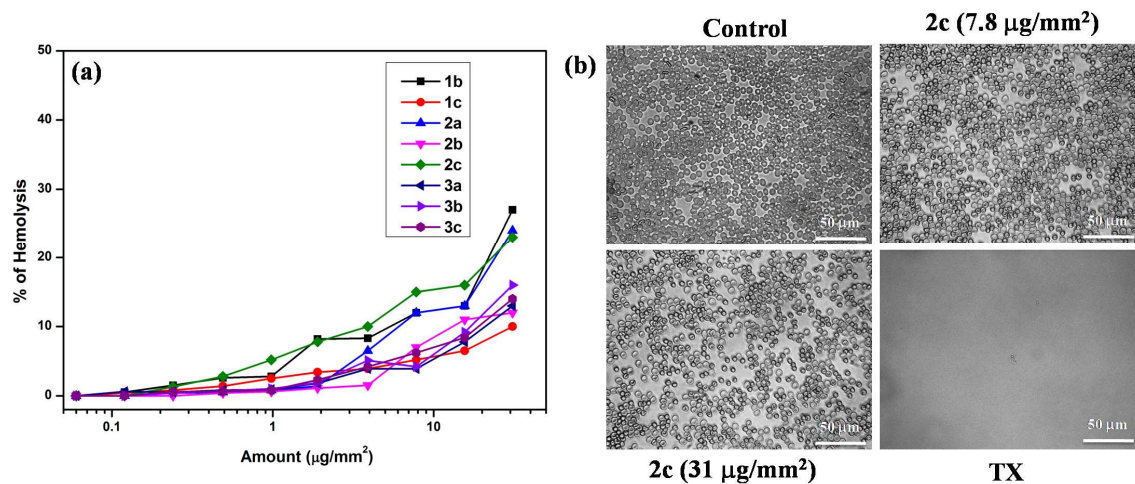 (a)
50
40
30
20
10
0
% of Hemolysis
0.1
1
10
Amount (μg/mm²)
1b
1c
2a
2b
2c
3a
3b
3c
(b)
Control
2c (7.8 μg/mm²)
50 μm
50 μm
50 μm
50 μm
2c (31 μg/mm²)
TX